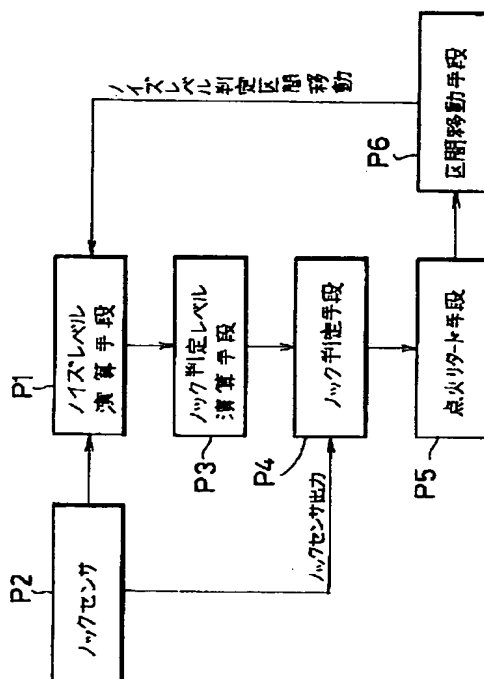 P2
ノックセンサ
P1
ノイズレベル
演算手段
P3
ノック判定レベル
演算手段
P4
ノック判定手段
ノックセンサ出力
P5
点火リタード手段
P6
区間移動手段
ノイズレベル判定区間移動